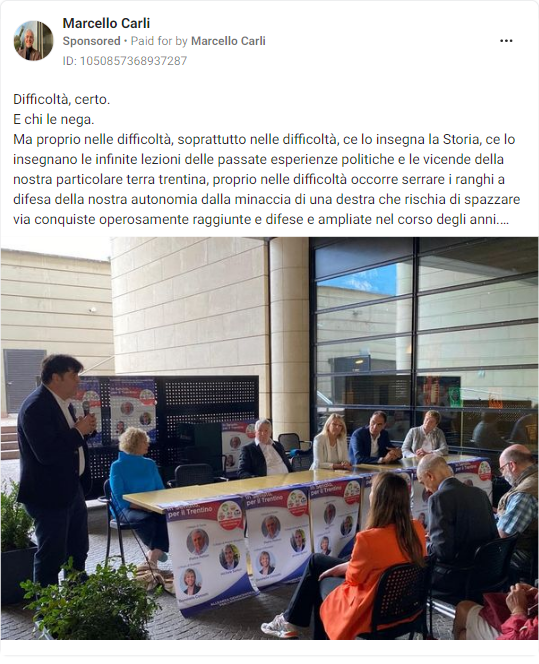 Marcello Carli
Sponsored • Paid for by Marcello Carli
ID: 1050857368937287
Difficoltà, certo.
E chi le nega.
Ma proprio nelle difficoltà, soprattutto nelle difficoltà, ce lo insegna la Storia, ce lo
insegnano le infinite lezioni delle passate esperienze politiche e le vicende della
nostra particolare terra trentina, proprio nelle difficoltà occorre serrare i ranghi a
difesa della nostra autonomia dalla minaccia di una destra che rischia di spazzare
via conquiste operosamente raggiunte e difese e ampliate nel corso degli anni....
per il Trentino
per il Trentino
per il Trentino